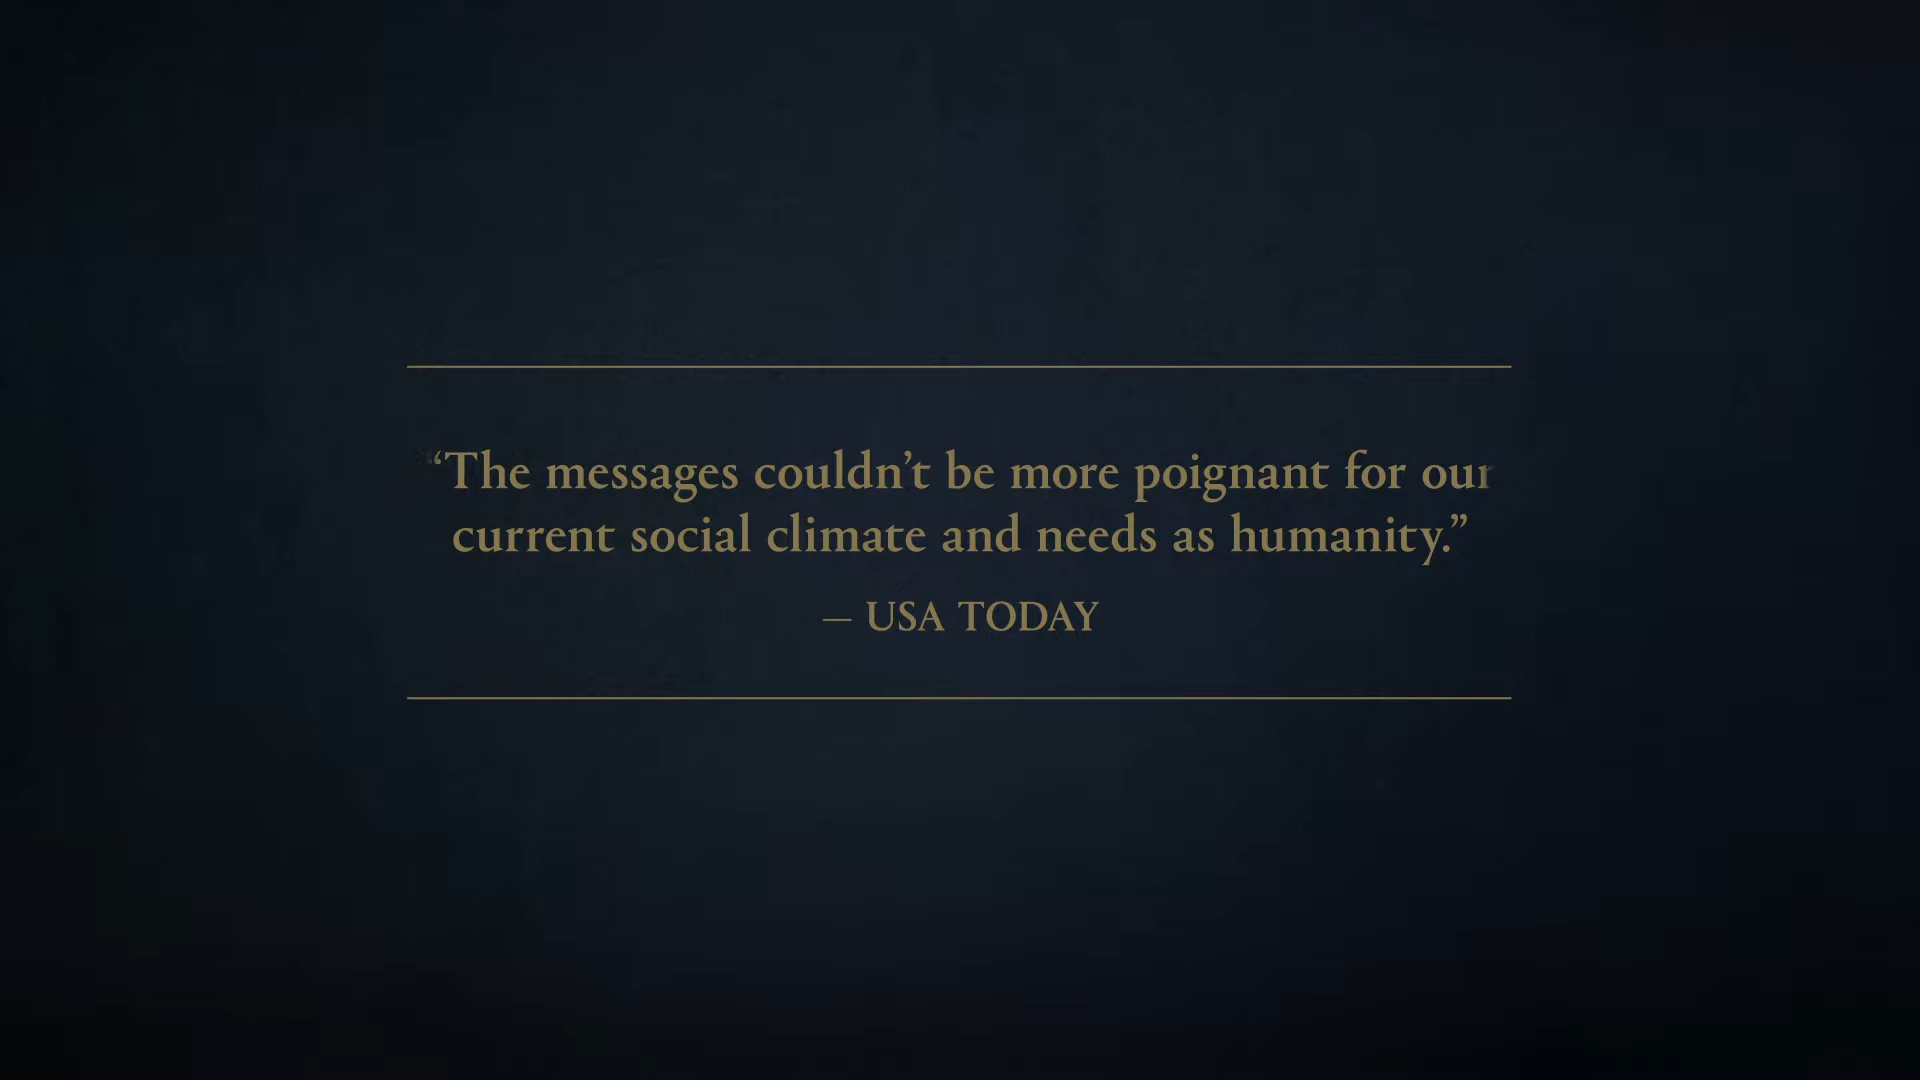 “The messages couldn’t be more poignant for our
current social climate and needs as humanity.”
— USA TODAY